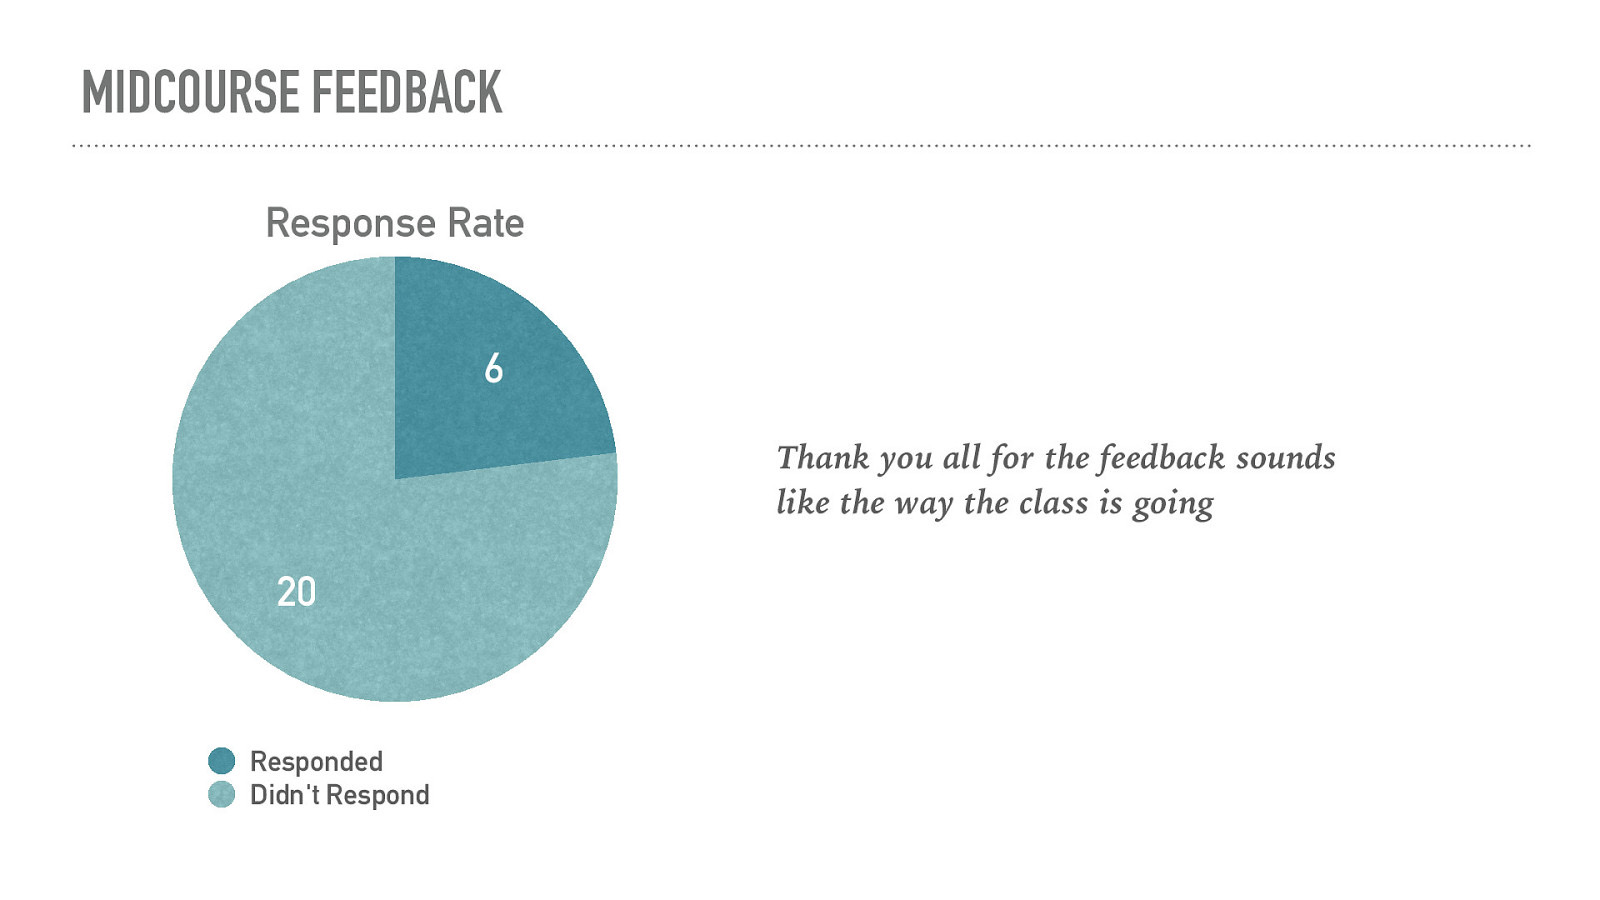 MIDCOURSE FEEDBACK
Response Rate
6
20
Responded
Didn't Respond
Thank you all for the feedback sounds
like the way the class is going